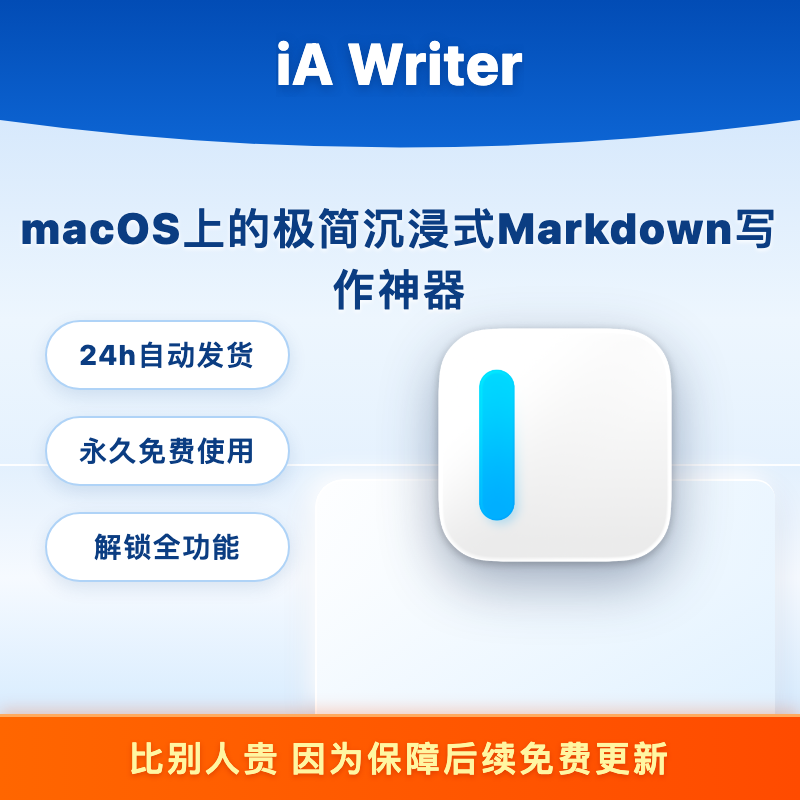 iA Writer
macOS上的极简沉浸式Markdown写
作神器
24h自动发货
永久免费使用
解锁全功能
比别人贵 因为保障后续免费更新